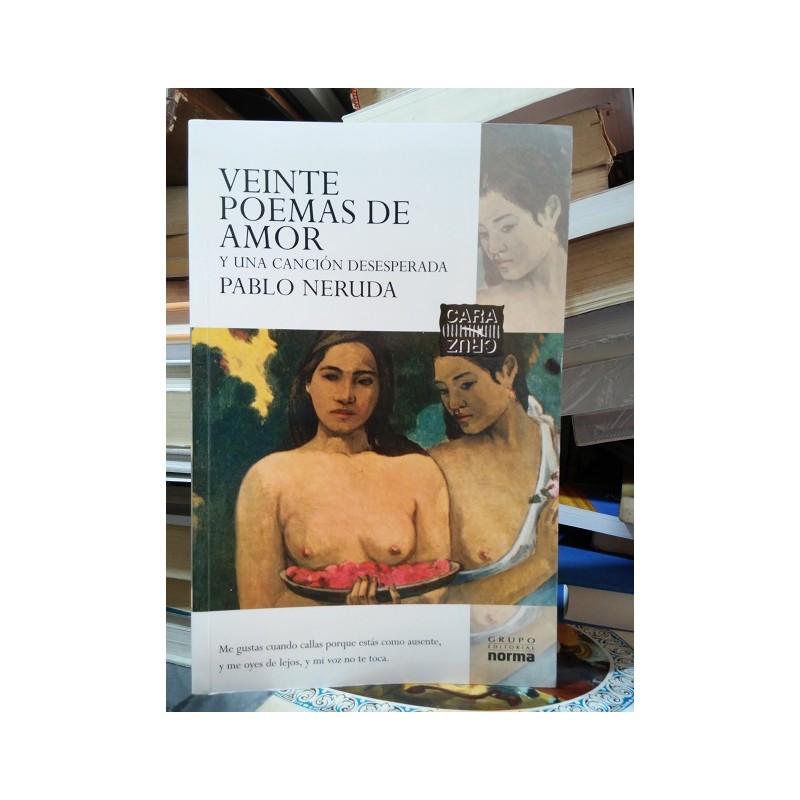 VEINTE
POEMAS DE
AMOR
Y UNA CANCIÓN DESESPERADA
PABLO NERUDA
CARA
CRUZ
Me gustas cuando callas porque estás como ausente,
y me oyes de lejos, y mi voz no te toca.
GRUPO
EDITORIAL
norma